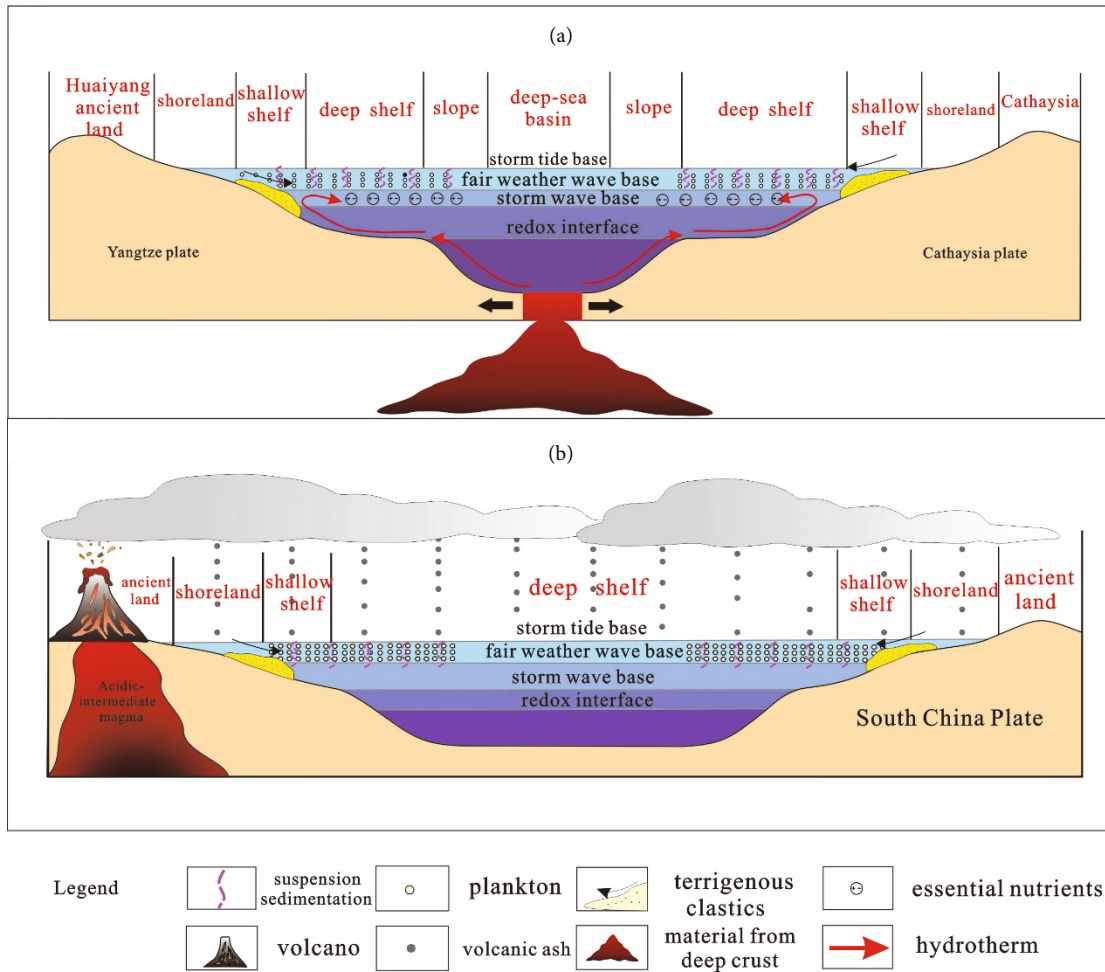 (a)
Huaiyang
ancient
land
shoreland
shallow
shelf
deep shelf
slope
deep-sea
basin
slope
deep shelf
shallow
shelf
shoreland
Cathaysia
storm tide base
fair weather wave base
storm wave base
redox interface
Yangtze plate
Cathaysia plate
(b)
ancient
land
shoreland
shallow
shelf
deep shelf
shallow
shelf
shoreland
ancient
land
storm tide base
fair weather wave base
storm wave base
redox interface
Acidic-
intermediate
magma
South China Plate
Legend
suspension
sedimentation
plankton
terrigenous
clastics
essential nutrients
volcano
volcanic ash
material from
deep crust
hydrotherm